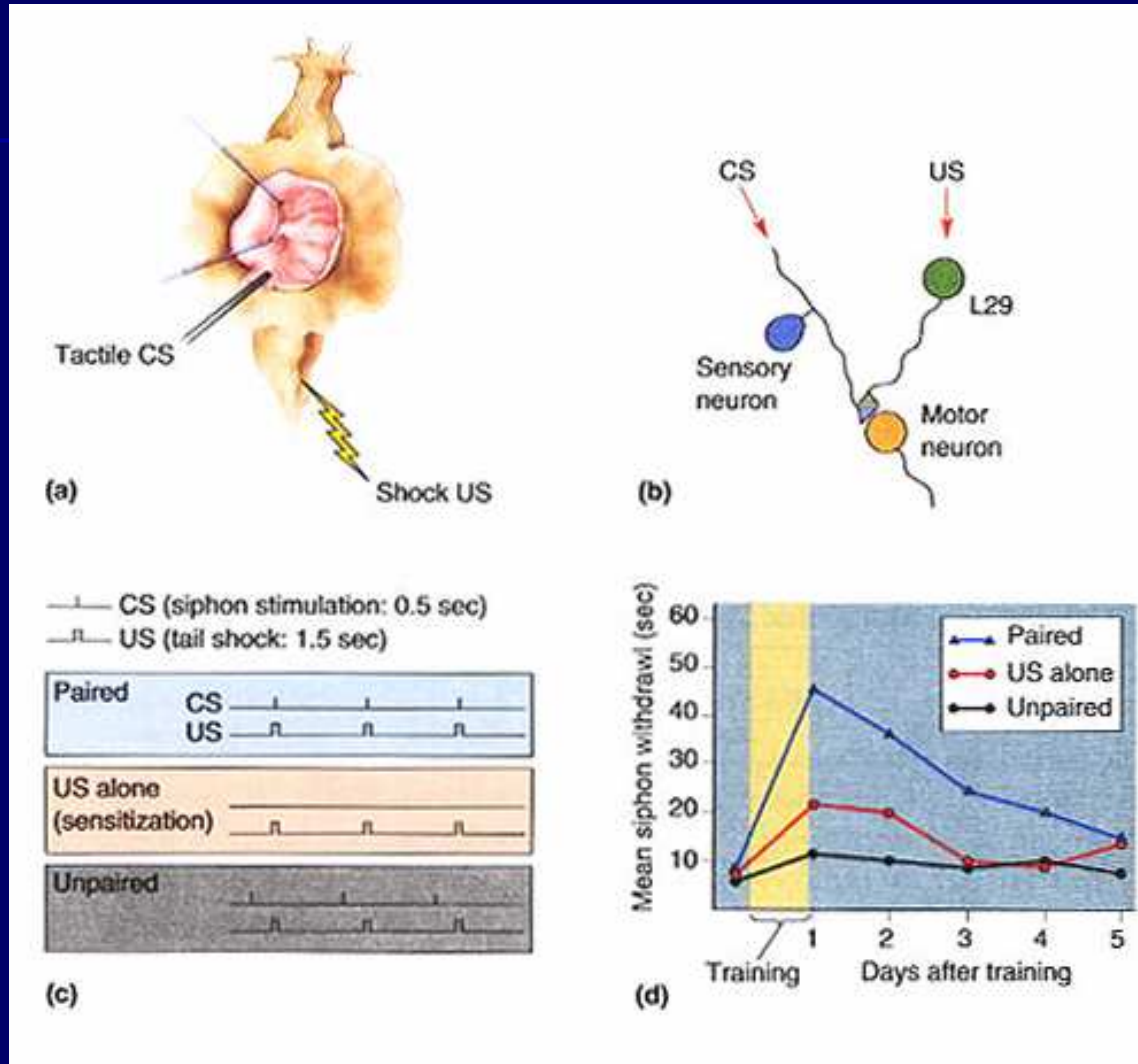 Tactile CS
Shock US
(a)
CS
US
L29
Sensory
neuron
Motor
neuron
(b)
CS (siphon stimulation: 0.5 sec)
US (tail shock: 1.5 sec)
Paired
CS
US
US alone
(sensitization)
Unpaired
(c)
Mean siphon withdrawl (sec)
60
50
40
30
20
10
Paired
US alone
Unpaired
1 2 3 4 5
Training
Days after training
(d)